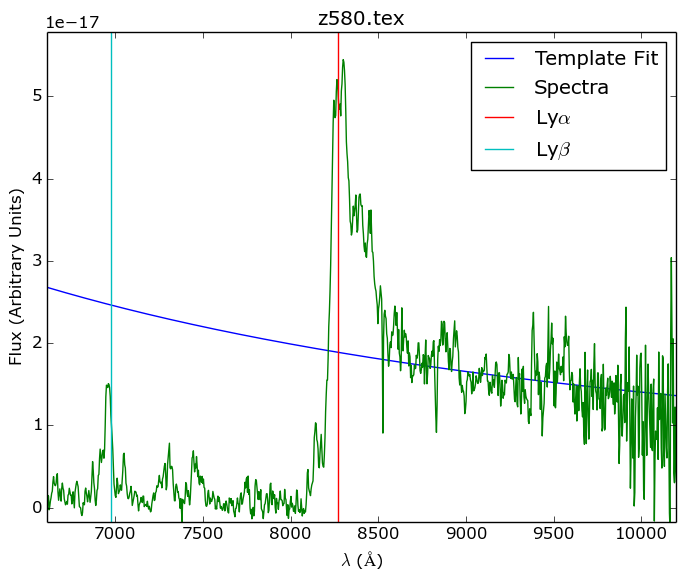 z580.tex
1e−17
Template Fit
Spectra
Lyα
Lyβ
5
4
3
2
1
0
Flux (Arbitrary Units)
7000 7500 8000 8500 9000 9500 10000
λ (Å)